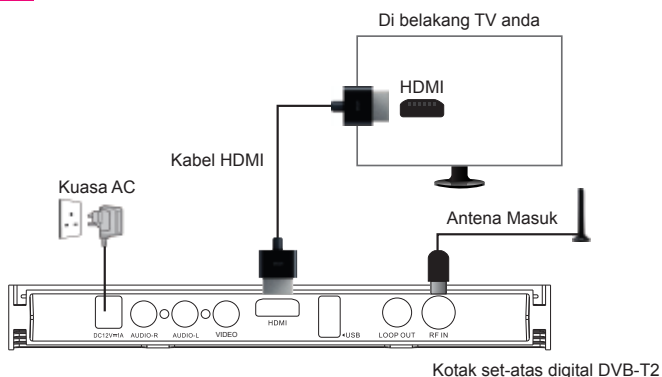 Di belakang TV anda
HDMI
Kabel HDMI
Kuasa AC
Antena Masuk
DC12V⎓1A AUDIO-R AUDIO-L VIDEO HDMI ◂USB LOOP OUT RF IN
Kotak set-atas digital DVB-T2